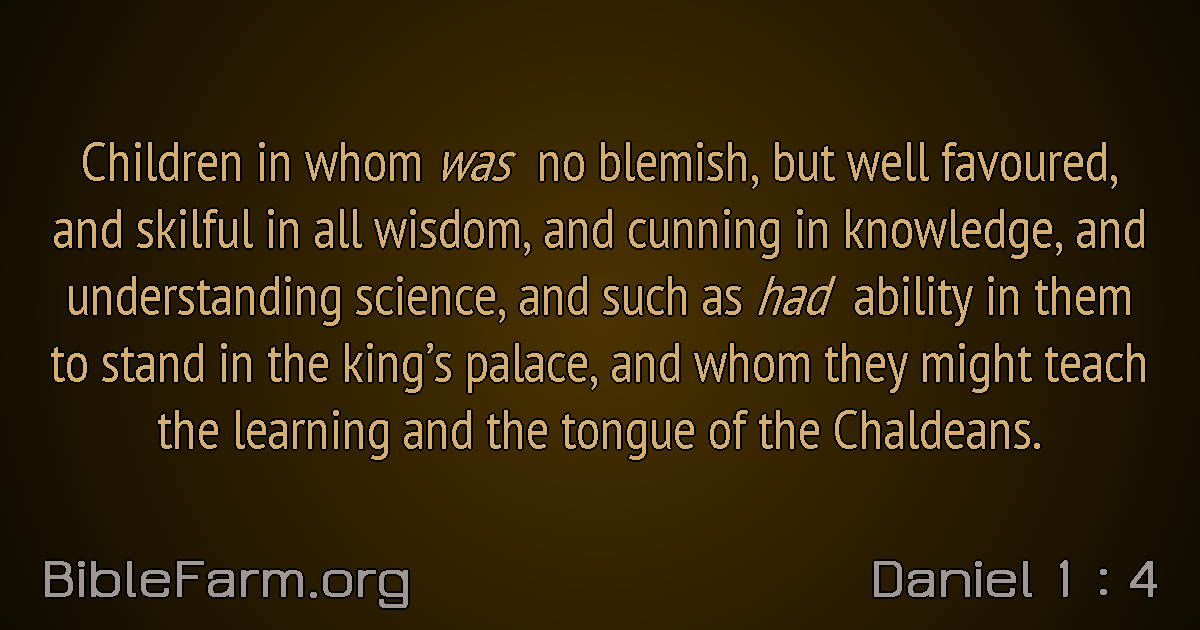 Children in whom was no blemish, but well favoured,
and skilful in all wisdom, and cunning in knowledge, and
understanding science, and such as had ability in them
to stand in the king’s palace, and whom they might teach
the learning and the tongue of the Chaldeans.
BibleFarm.org
Daniel 1 : 4